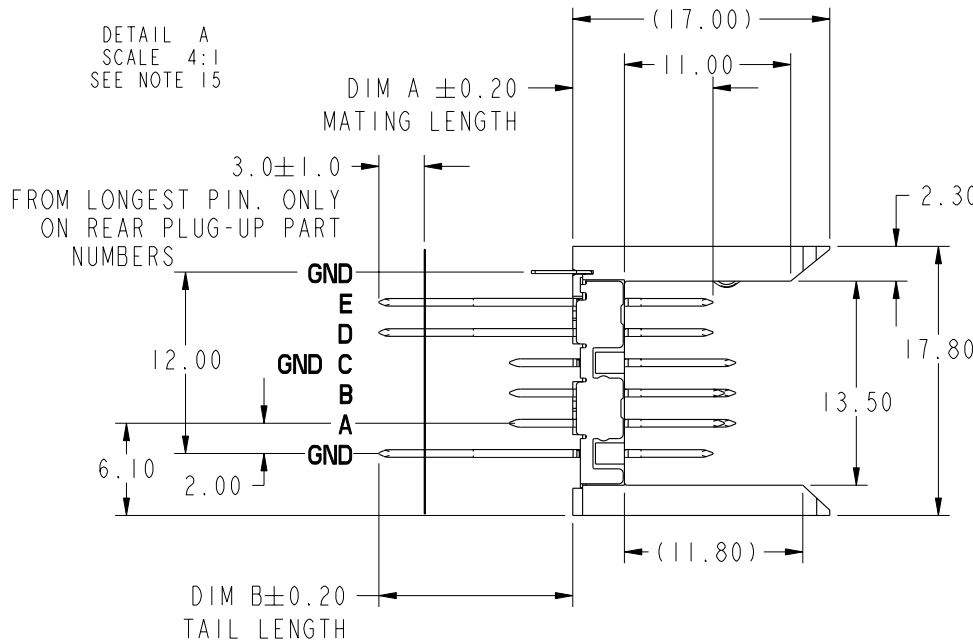 DETAIL A
SCALE 4:1
SEE NOTE 15
(17.00)
11.00
DIM A ±0.20
MATING LENGTH
3.0±1.0
FROM LONGEST PIN. ONLY
ON REAR PLUG-UP PART
NUMBERS
2.30
GND
E
D
12.00
GND C
17.80
B
13.50
A
GND
6.10
2.00
(11.80)
DIM B±0.20
TAIL LENGTH